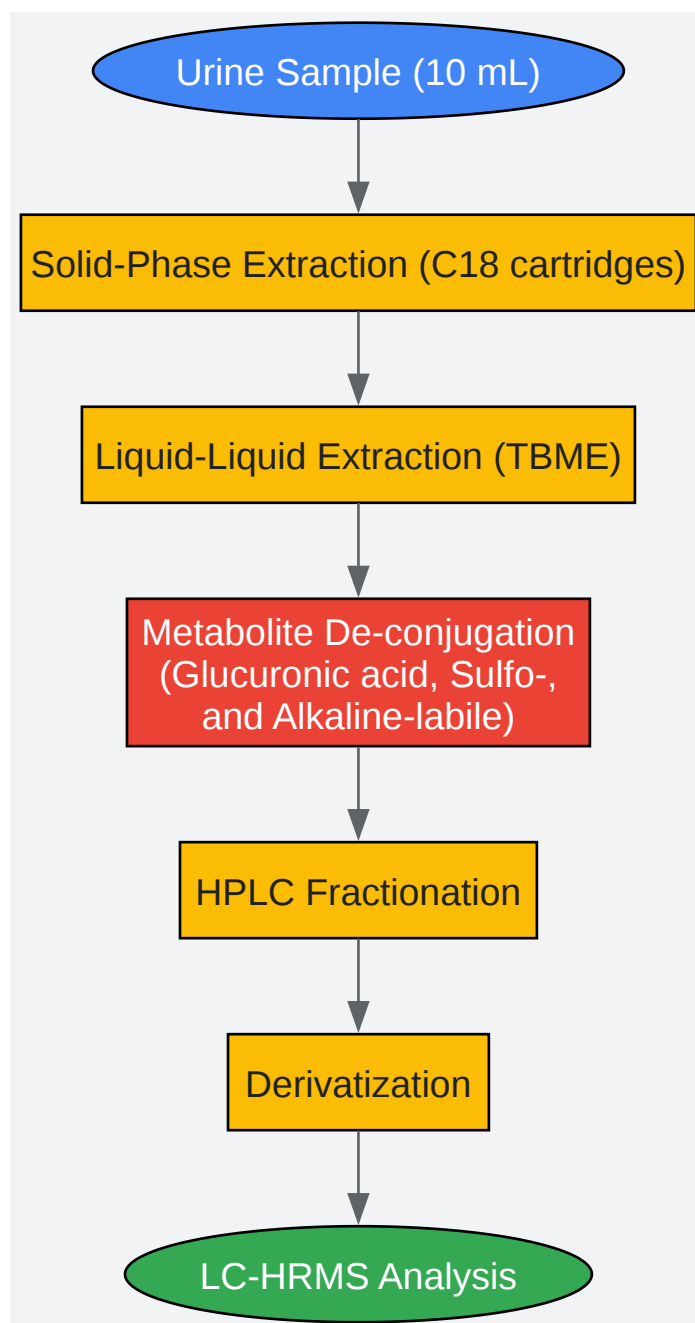 Urine Sample (10 mL)
Solid-Phase Extraction (C18 cartridges)
Liquid-Liquid Extraction (TBME)
Metabolite De-conjugation
(Glucuronic acid, Sulfo-,
and Alkaline-labile)
HPLC Fractionation
Derivatization
LC-HRMS Analysis